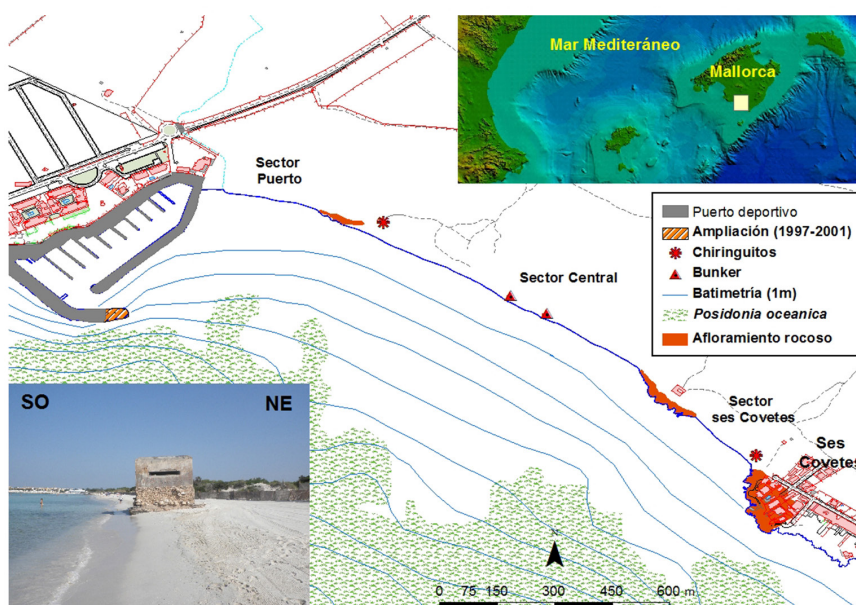 Mar Mediteráneo
Mallorca
Sector
Puerto
Puerto deportivo
Ampliación (1997-2001)
Chiringuitos
Bunker
Batimetría (1m)
Posidonia oceanica
Afloramiento rocoso
Sector Central
Sector
ses Covetes
Ses
Covetes
SO NE
N
0 75 150 300 450 600 m